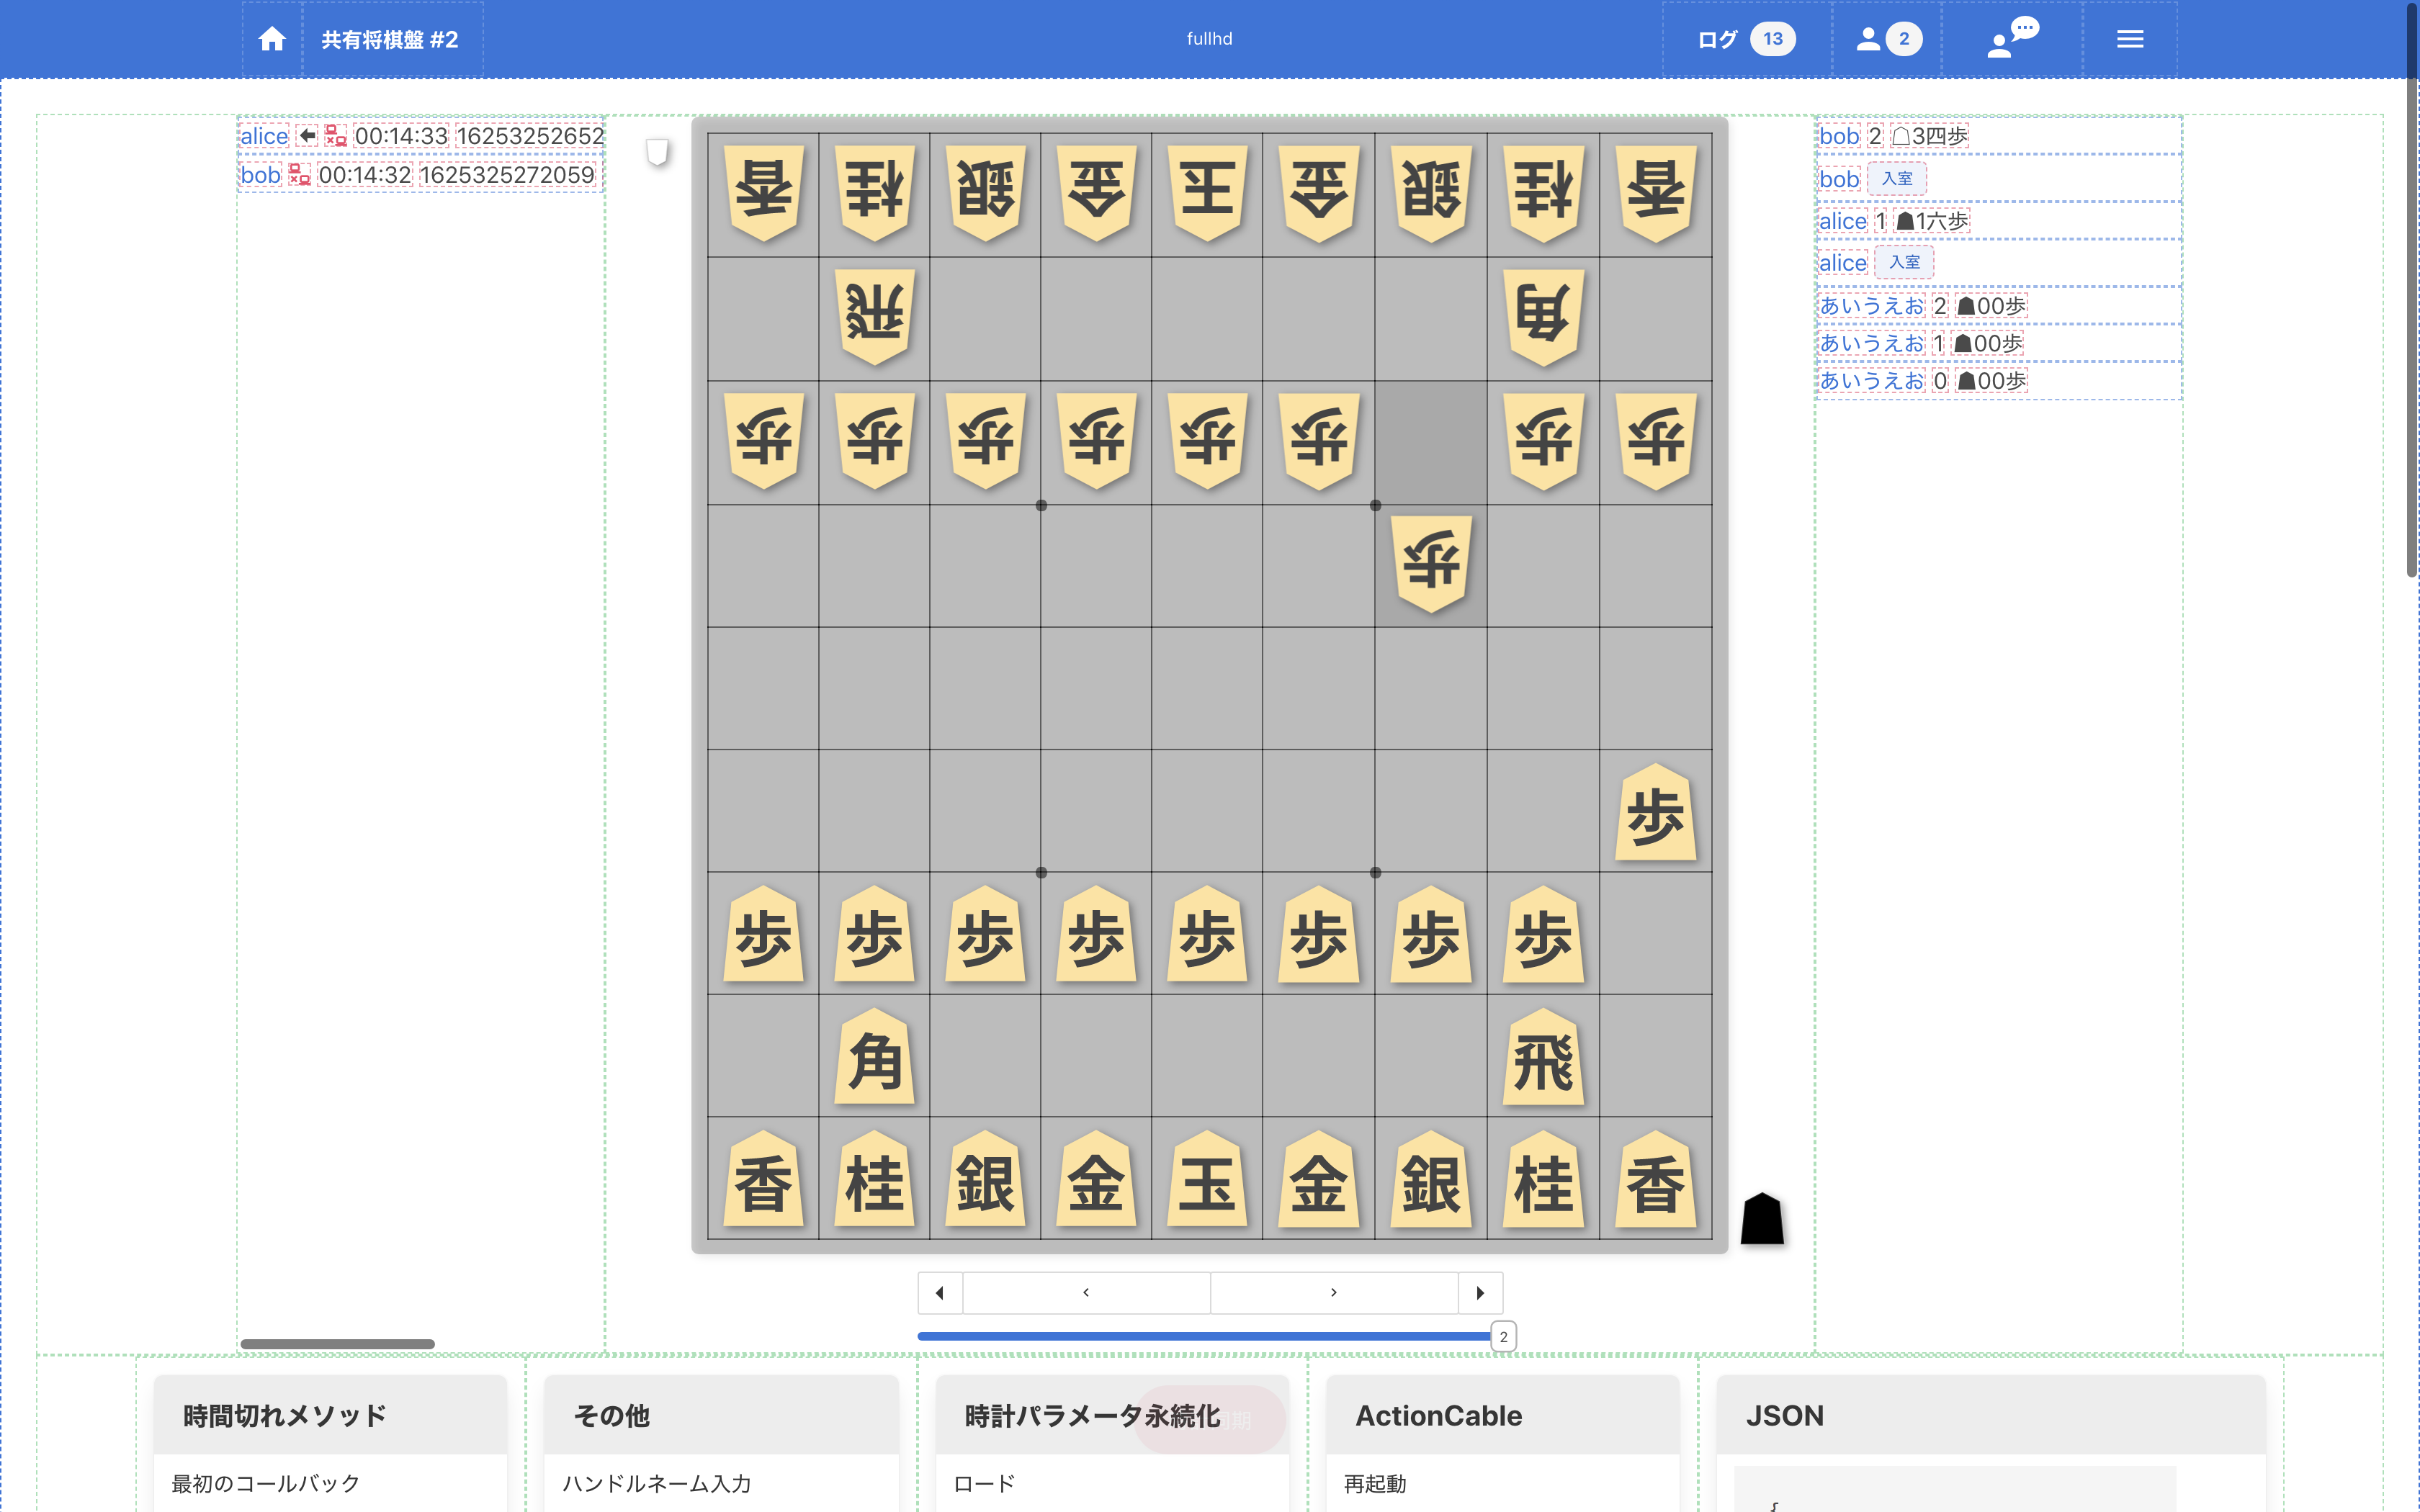 共有将棋盤 #2
fullhd
ログ 13
2
alice 00:14:33 16253252652
bob 00:14:32 1625325272059
香 桂 銀 金 玉 金 銀 桂 香
飛 角
歩 歩 歩 歩 歩 歩 歩 歩
歩
歩
歩 歩 歩 歩 歩 歩 歩 歩
角 飛
香 桂 銀 金 玉 金 銀 桂 香
bob 2 ☖3四歩
bob 入室
alice 1 ☗1六歩
alice 入室
あいうえお 2 ☗00歩
あいうえお 1 ☗00歩
あいうえお 0 ☗00歩
2
時間切れメソッド
最初のコールバック
その他
ハンドルネーム入力
時計パラメータ永続化
ロード
ActionCable
再起動
JSON
{